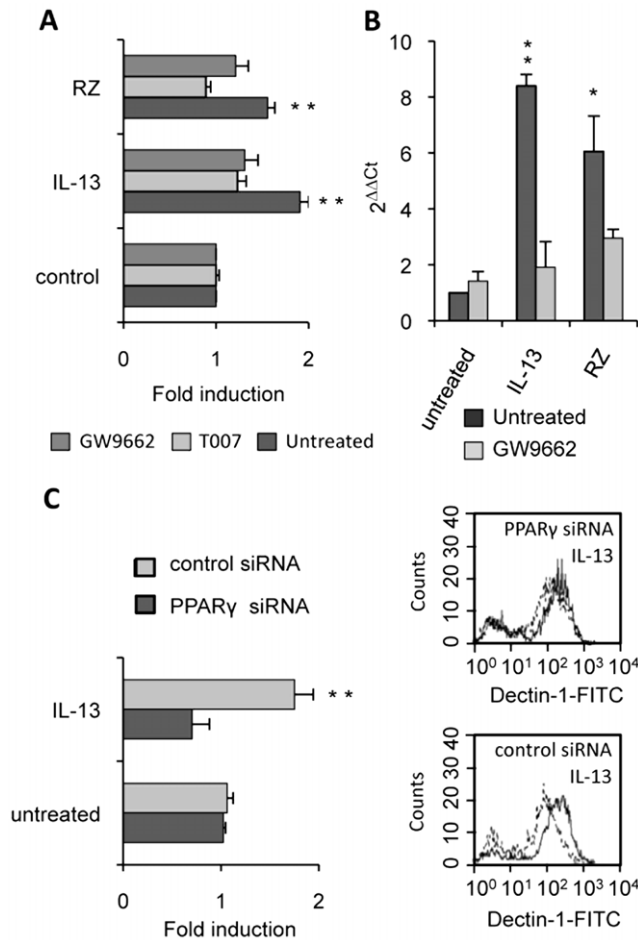 A
RZ
* *
IL-13
* *
control
0 1 2
Fold induction
GW9662 T007 Untreated
B
10
8
6
4
2
0
2ΔΔCt
*
*
*
untreated
IL-13
RZ
Untreated
GW9662
C
control siRNA
PPARγ siRNA
IL-13
* *
untreated
0 1 2
Fold induction
40
30
20
10
0
Counts
PPARγ siRNA
IL-13
10⁰ 10¹ 10² 10³ 10⁴
Dectin-1-FITC
40
30
20
10
0
Counts
control siRNA
IL-13
10⁰ 10¹ 10² 10³ 10⁴
Dectin-1-FITC